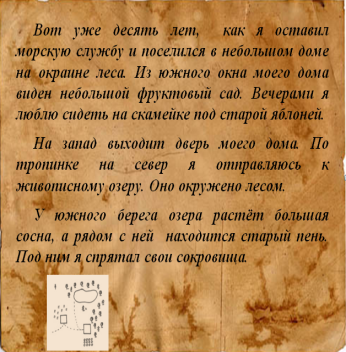 Вот уже десять лет, как я оставил
морскую службу и поселился в небольшом доме
на окраине леса. Из южного окна моего дома
виден небольшой фруктовый сад. Вечерами я
люблю сидеть на скамейке под старой яблоней.
На запад выходит дверь моего дома. По
тропинке на север я отправляюсь к
живописному озеру. Оно окружено лесом.
У южного берега озера растёт большая
сосна, а рядом с ней находится старый пень.
Под ним я спрятал свои сокровища.